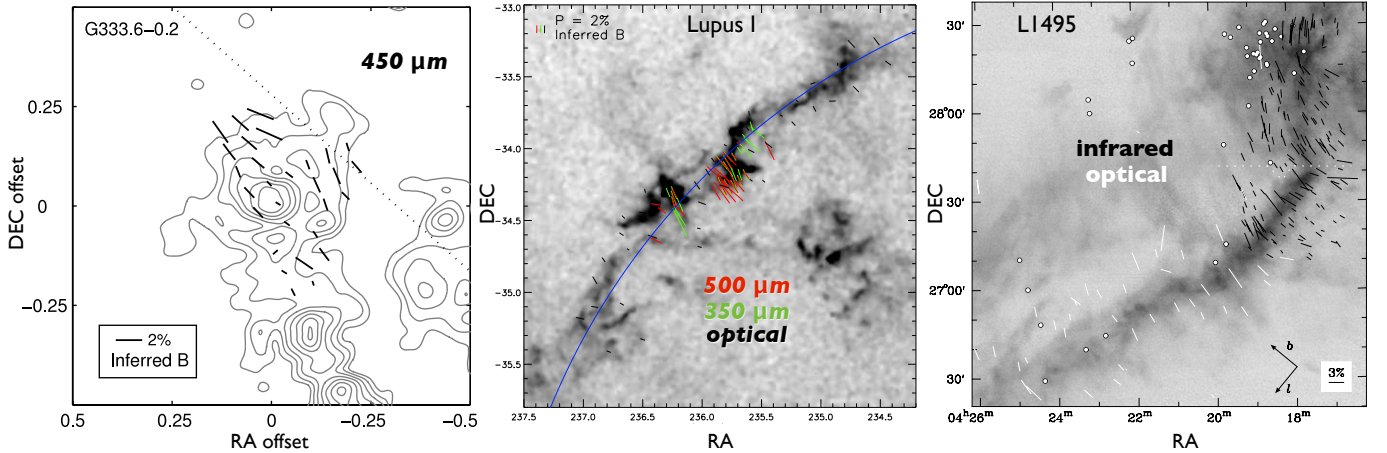 G333.6−0.2
450 μm
0.25
0
-0.25
DEC offset
2%
Inferred B
0.5
0.25
0
-0.25
-0.5
RA offset
P = 2%
Inferred B
Lupus I
-33.0
-33.5
-34.0
-34.5
-35.0
-35.5
DEC
500 μm
350 μm
optical
237.5
237.0
236.5
236.0
235.5
235.0
234.5
RA
L1495
30'
28°00'
30'
27°00'
30'
DEC
infrared
optical
b
l
3%
04ʰ26ᵐ
24ᵐ
22ᵐ
20ᵐ
18ᵐ
RA